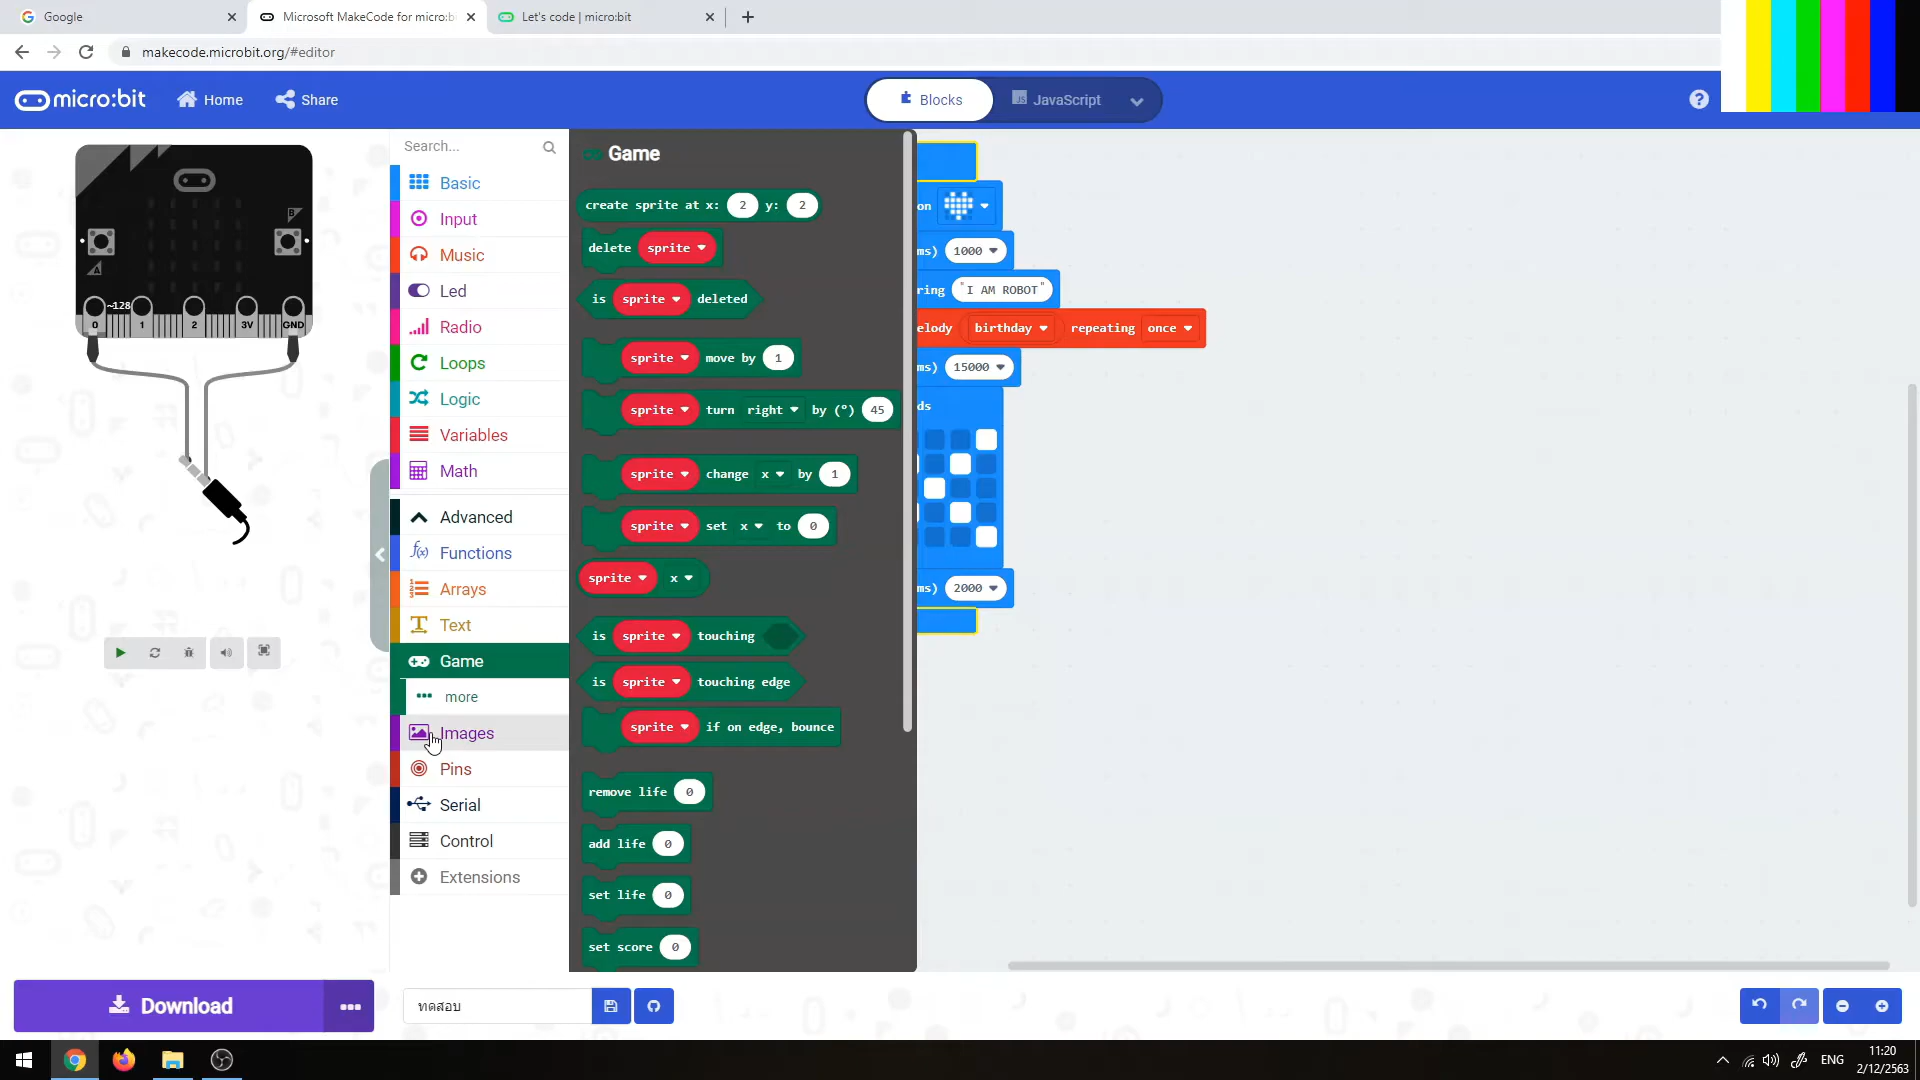 Google
Microsoft MakeCode for micro:b
Let's code | micro:bit
makecode.microbit.org/#editor
micro:bit
Home
Share
Blocks
JavaScript
?
Search...
Basic
Input
Music
Led
Radio
Loops
Logic
Variables
Math
Advanced
Functions
Arrays
Text
Game
more
Images
Pins
Serial
Control
Extensions
Game
create sprite at x: 2 y: 2
delete sprite
is sprite deleted
sprite move by 1
sprite turn right by (°) 45
sprite change x by 1
sprite set x to 0
sprite x
is sprite touching
is sprite touching edge
sprite if on edge, bounce
remove life 0
add life 0
set life 0
set score 0
on
ms) 1000
ring "I AM ROBOT"
elody birthday repeating once
ms) 15000
ds
ms) 2000
A
B
~128
0 1 2 3V GND
Download
ทดสอบ
ENG
11:20
2/12/2563